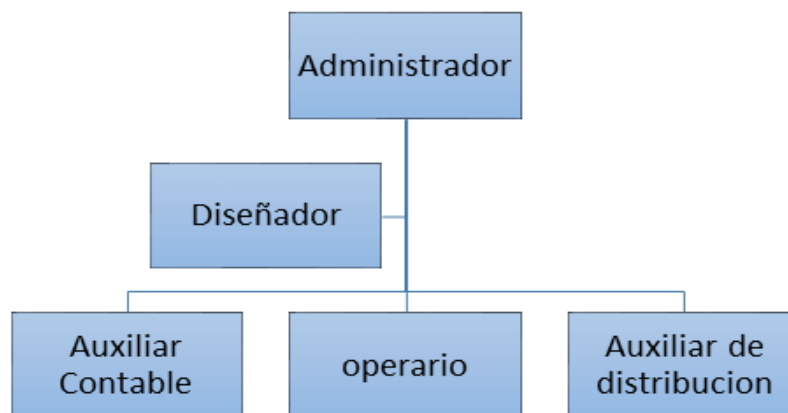 Administrador
Diseñador
Auxiliar
Contable
operario
Auxiliar de
distribucion